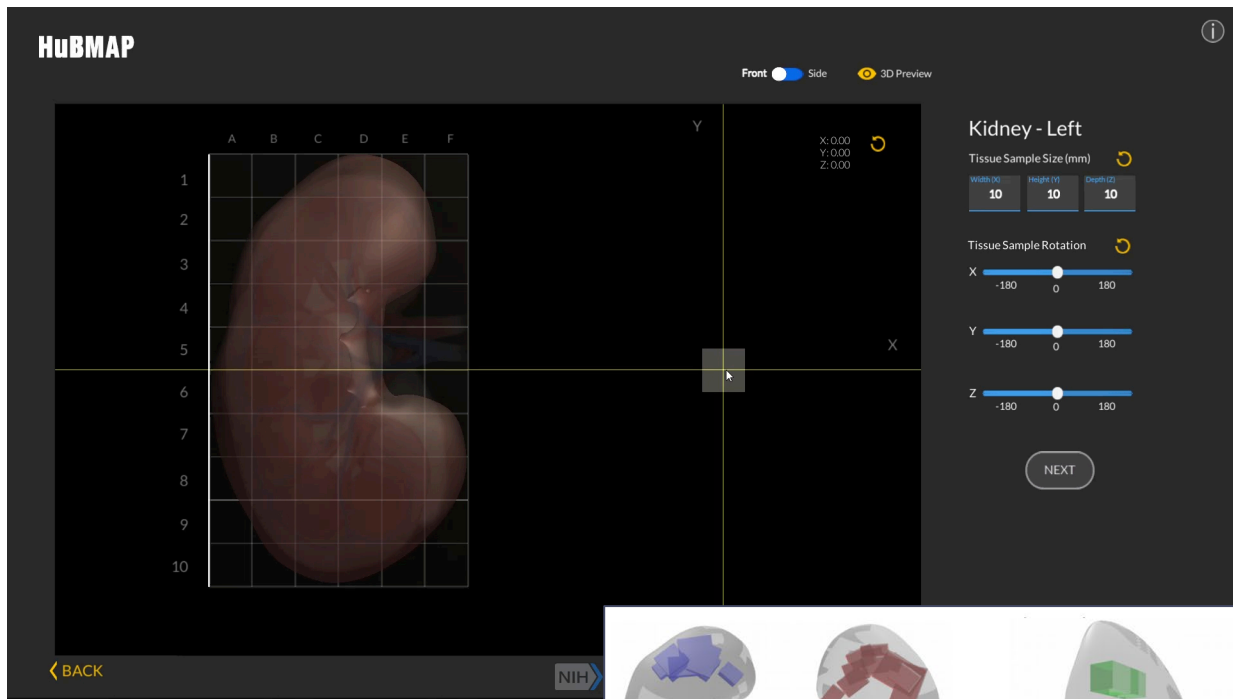 HuBMAP
Front Side 3D Preview
Kidney - Left
Tissue Sample Size (mm)
Width (X) Height (Y) Depth (Z)
10 10 10
Tissue Sample Rotation
X
-180 0 180
Y
-180 0 180
Z
-180 0 180
NEXT
A B C D E F
1
2
3
4
5
6
7
8
9
10
Y
X: 0.00
Y: 0.00
Z: 0.00
X
BACK
NIH